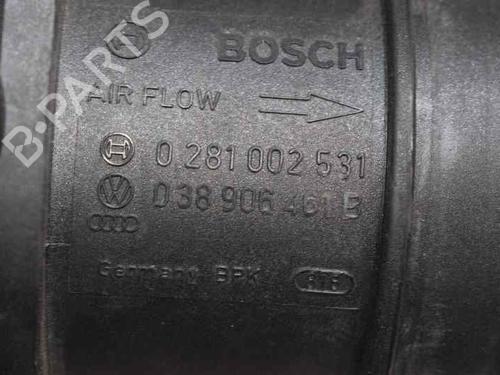 BOSCH
AIR FLOW
0 281 002 531
038 906 461 B
Germany BPK
B-PARTS